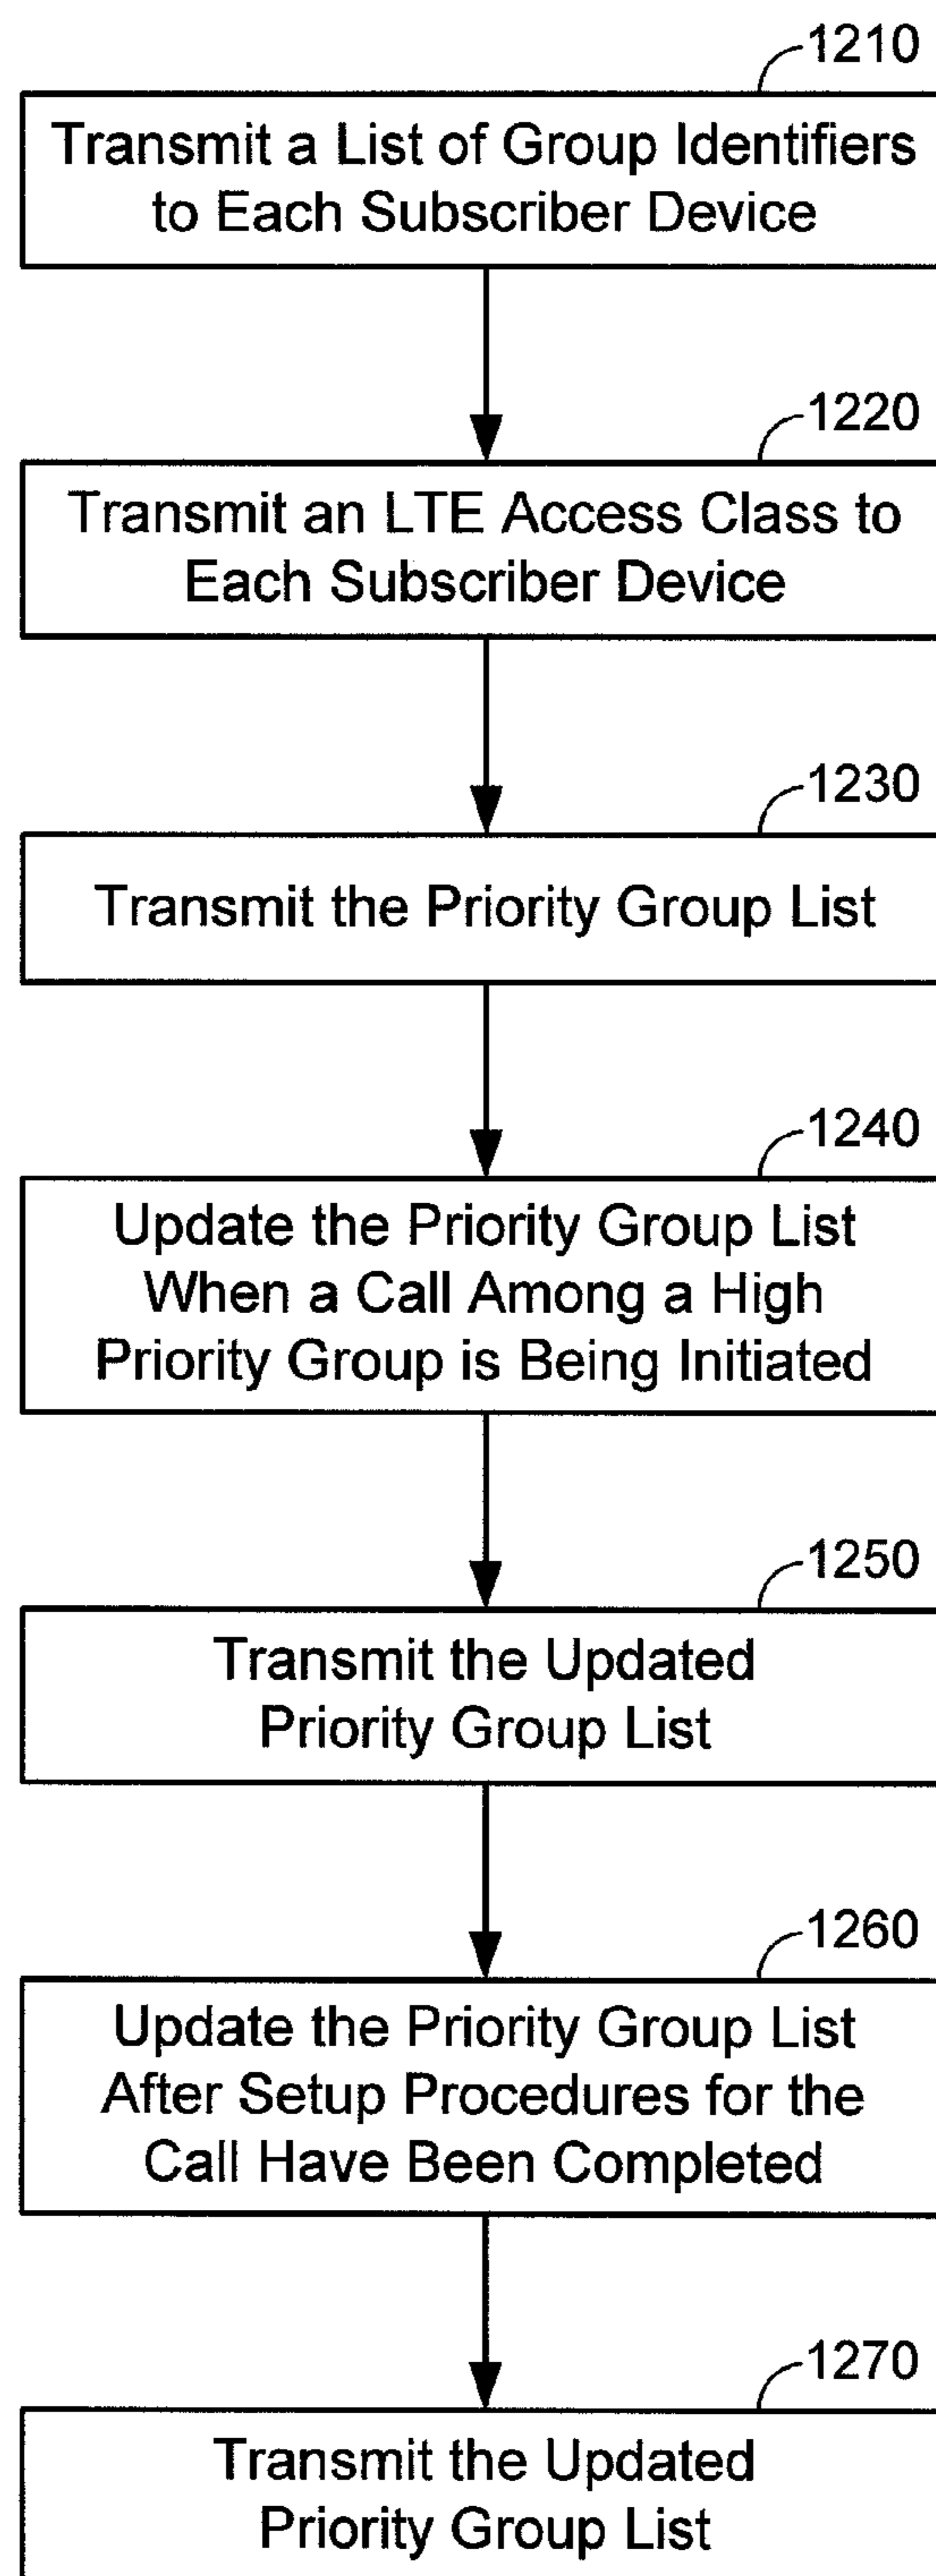 1210
Transmit a List of Group Identifiers
to Each Subscriber Device
1220
Transmit an LTE Access Class to
Each Subscriber Device
1230
Transmit the Priority Group List
1240
Update the Priority Group List
When a Call Among a High
Priority Group is Being Initiated
1250
Transmit the Updated
Priority Group List
1260
Update the Priority Group List
After Setup Procedures for the
Call Have Been Completed
1270
Transmit the Updated
Priority Group List